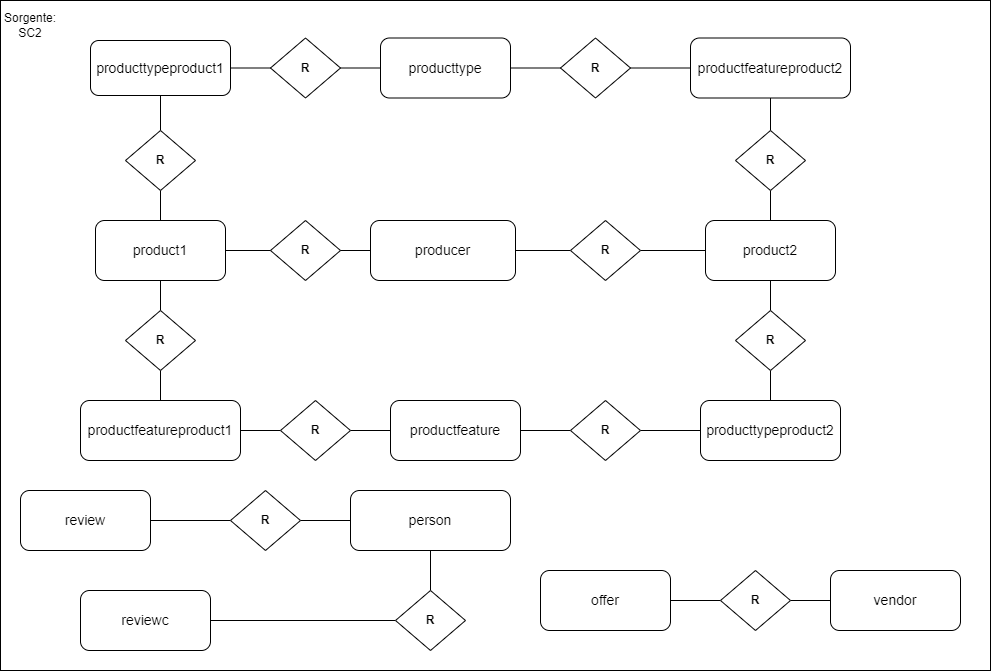 Sorgente:
SC2
producttypeproduct1 R producttype R productfeatureproduct2
R R
product1 R producer R product2
R R
productfeatureproduct1 R productfeature R producttypeproduct2
review R person
offer R vendor
reviewc R